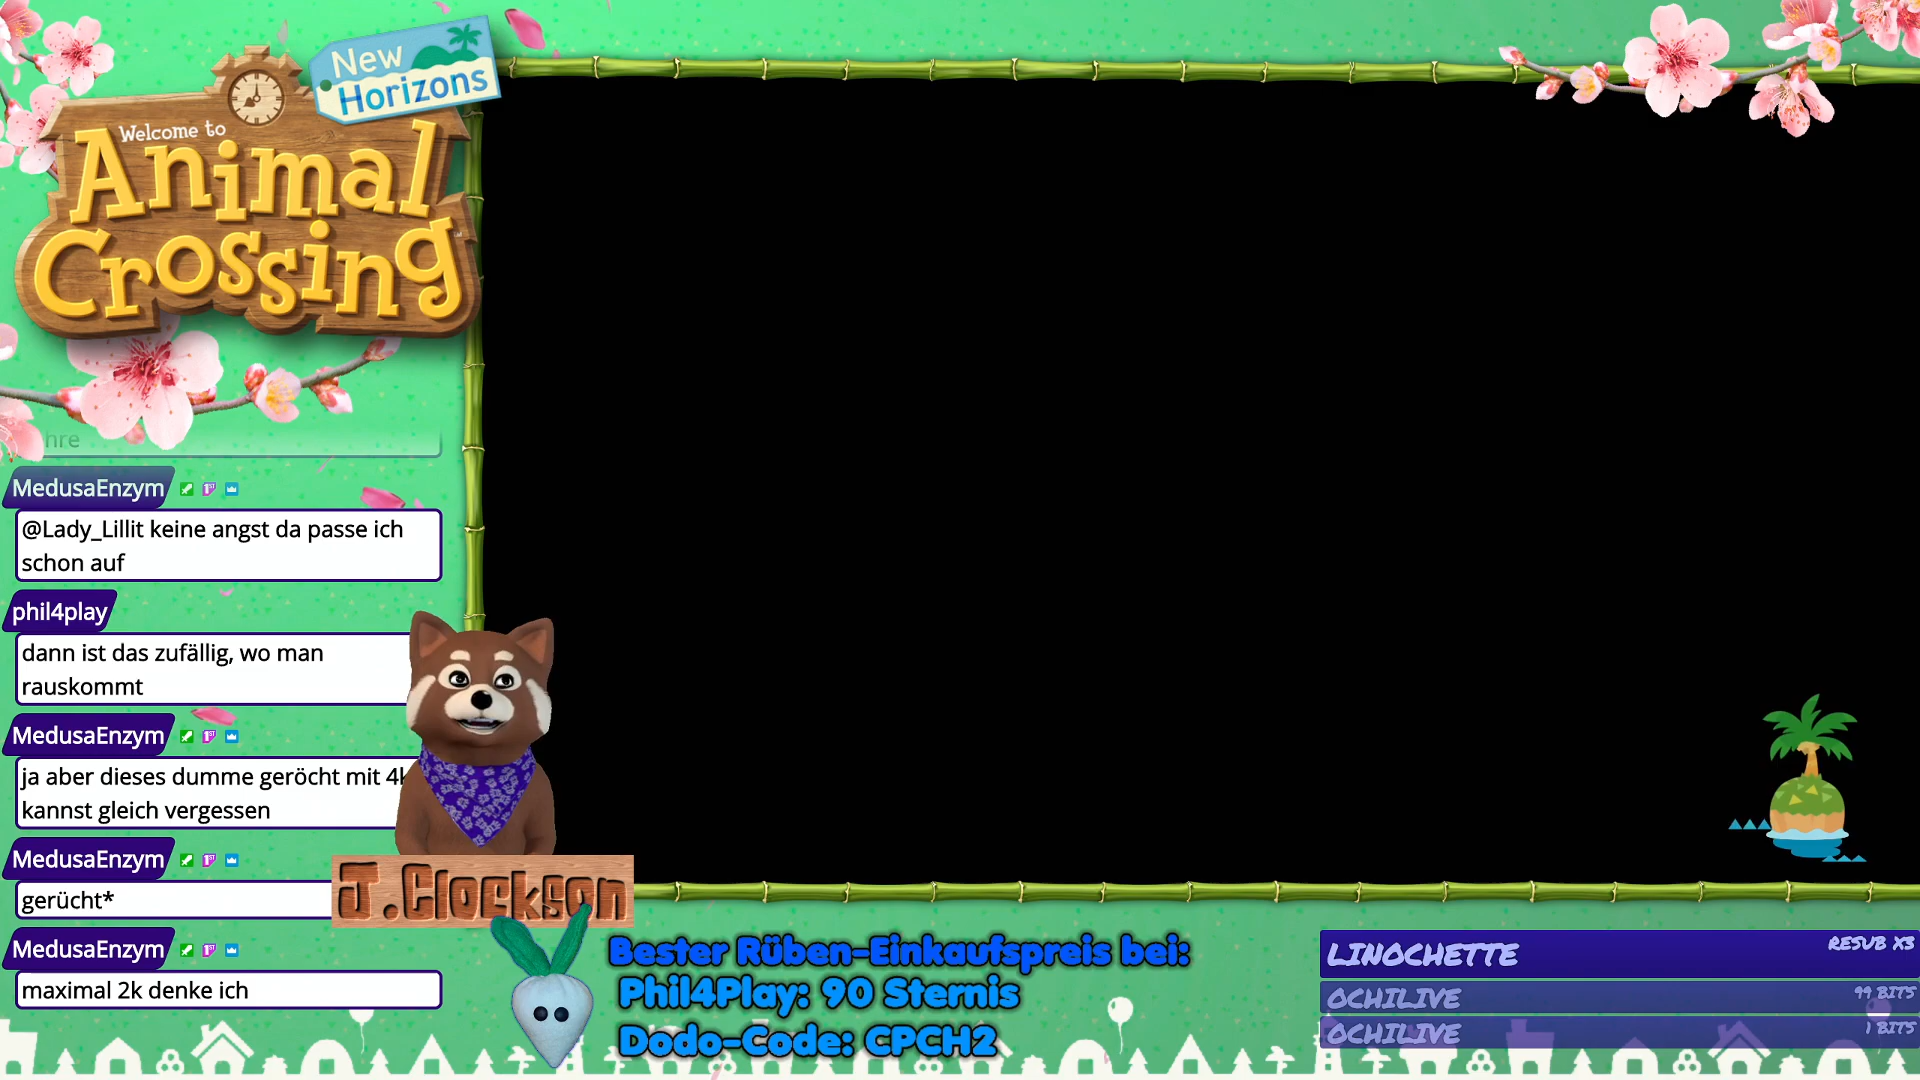 New
Horizons
Welcome to
Animal
Crossing
hre
MedusaEnzym
@Lady_Lillit keine angst da passe ich
schon auf
phil4play
dann ist das zufällig, wo man
rauskommt
MedusaEnzym
ja aber dieses dumme geröcht mit 4k
kannst gleich vergessen
MedusaEnzym
gerücht*
MedusaEnzym
maximal 2k denke ich
J.Clockson
Bester Rüben-Einkaufspreis bei:
Phil4Play: 90 Sternis
Dodo-Code: CPCH2
LINOCHETTE RESUB X3
OCHILIVE 99 BITS
OCHILIVE 1 BITS